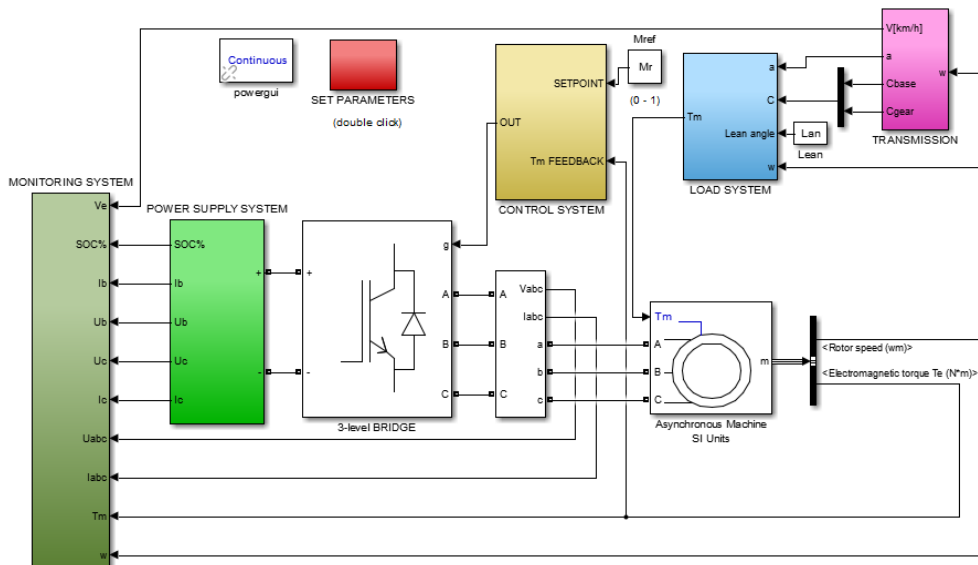 Continuous
powergui
SET PARAMETERS
(double click)
SETPOINT
OUT
Tm FEEDBACK
CONTROL SYSTEM
Mref
Mr
(0 - 1)
a
C
Tm
Lean angle
w
LOAD SYSTEM
Lan
Lean
V[km/h]
a
w
Cbase
Cgear
TRANSMISSION
MONITORING SYSTEM
Ve
SOC%
Ib
Ub
Uc
Ic
Uabc
Iabc
Tm
w
POWER SUPPLY SYSTEM
SOC%
+
Ib
Ub
Uc
-
Ic
+
-
g
A
B
C
3-level BRIDGE
A
B
C
Vabc
Iabc
a
b
c
Tm
A
B
C
m
Asynchronous Machine
SI Units
<Rotor speed (wm)>
<Electromagnetic torque Te (N*m)>